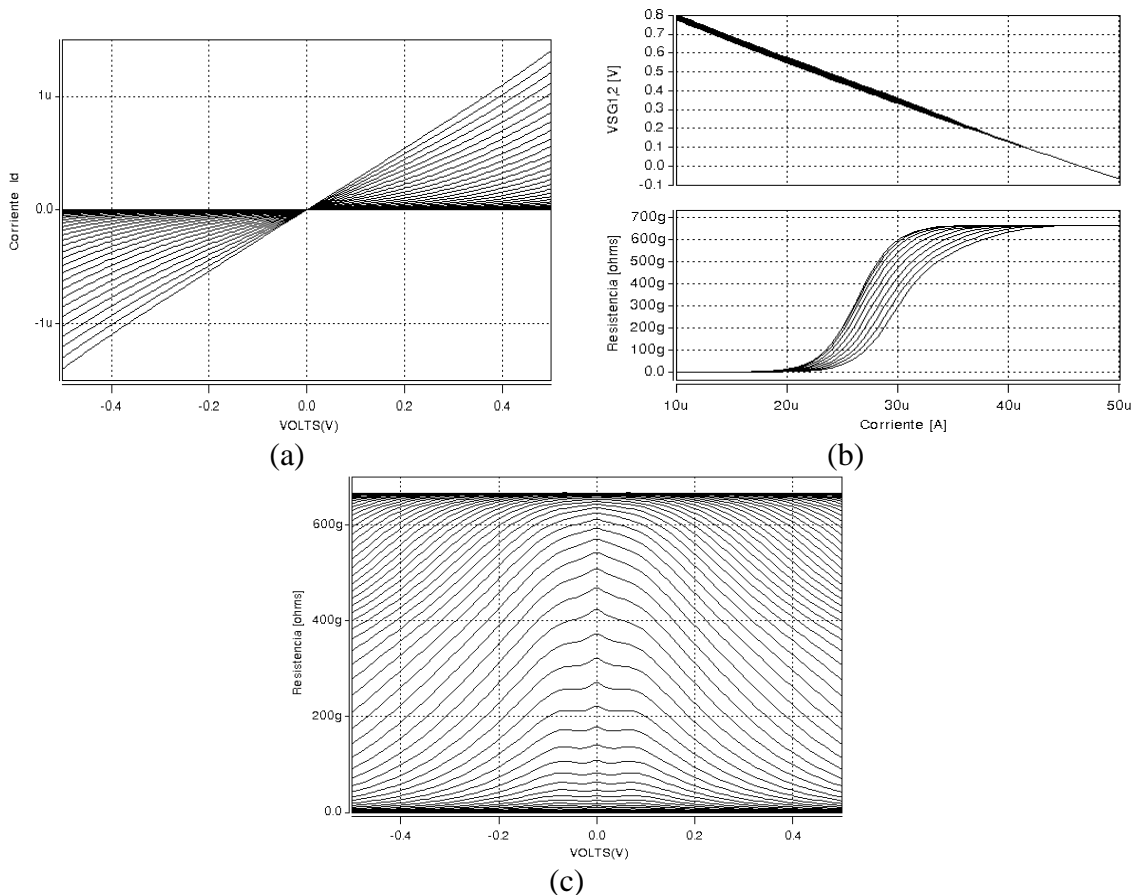 1u
0.0
-1u
Corriente Id
-0.4 -0.2 0.0 0.2 0.4
VOLTS(V)
(a)
0.8
0.7
0.6
0.5
0.4
0.3
0.2
0.1
0.0
-0.1
VSG1,2 [V]
700g
600g
500g
400g
300g
200g
100g
0.0
Resistencia [ohms]
10u 20u 30u 40u 50u
Corriente [A]
(b)
600g
400g
200g
0.0
Resistencia [ohms]
-0.4 -0.2 0.0 0.2 0.4
VOLTS(V)
(c)